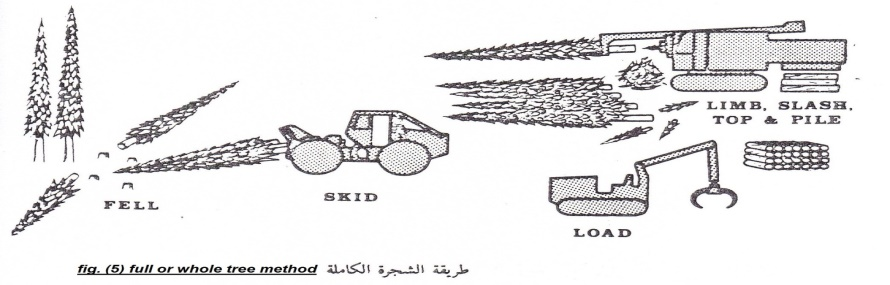 LIMB, SLASH,
TOP & PILE
FELL
SKID
LOAD
fig. (5) full or whole tree method طريقة الشجرة الكاملة